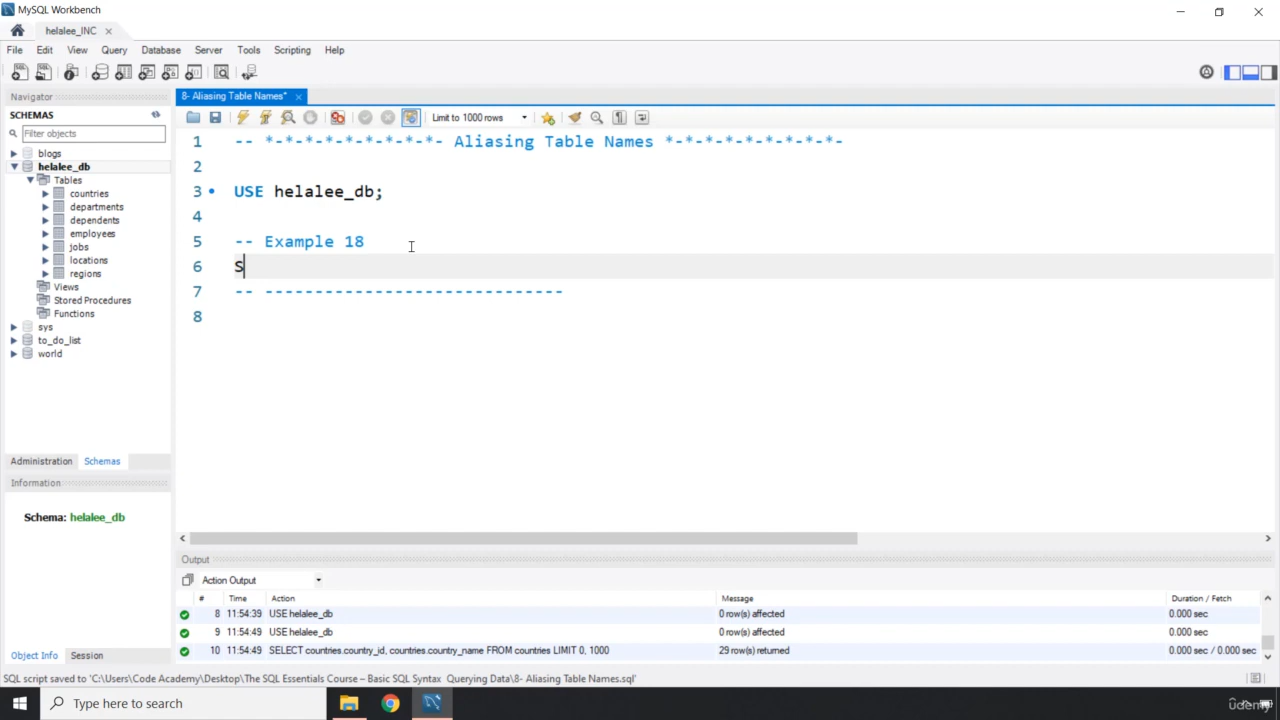 MySQL Workbench
helalee_INC
File Edit View Query Database Server Tools Scripting Help
Navigator
SCHEMAS
Filter objects
blogs
helalee_db
Tables
countries
departments
dependents
employees
jobs
locations
regions
Views
Stored Procedures
Functions
sys
to_do_list
world
Administration Schemas
Information
Schema: helalee_db
Object Info Session
8- Aliasing Table Names*
Limit to 1000 rows
1 -- *-*-*-*-*-*-*-*-*- Aliasing Table Names *-*-*-*-*-*-*-*-*-
2
3 USE helalee_db;
4
5 -- Example 18
6 S
7 -- ------------------------------
8
Output
Action Output
# Time Action Message Duration / Fetch
8 11:54:39 USE helalee_db 0 row(s) affected 0.000 sec
9 11:54:49 USE helalee_db 0 row(s) affected 0.000 sec
10 11:54:49 SELECT countries.country_id, countries.country_name FROM countries LIMIT 0, 1000 29 row(s) returned 0.000 sec / 0.000 sec
SQL script saved to 'C:\Users\Code Academy\Desktop\The SQL Essentials Course – Basic SQL Syntax Querying Data\8- Aliasing Table Names.sql'
Type here to search
udemy